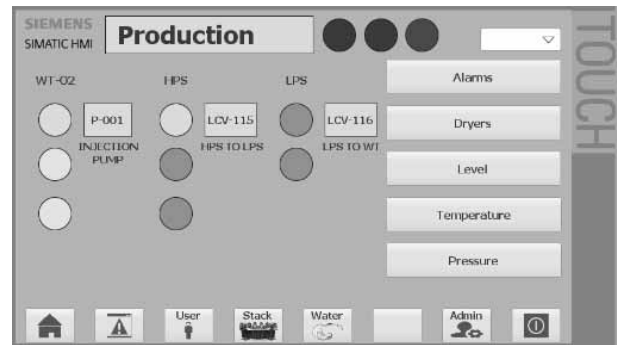 SIEMENS
SIMATIC HMI
Production
TOUCH
WT-02
HPS
LPS
Alarms
P-001
LCV-115
LCV-116
Dryers
INJECTION
PUMP
HPS TO LPS
LPS TO WT
Level
Temperature
Pressure
User
Stack
Water
Admin